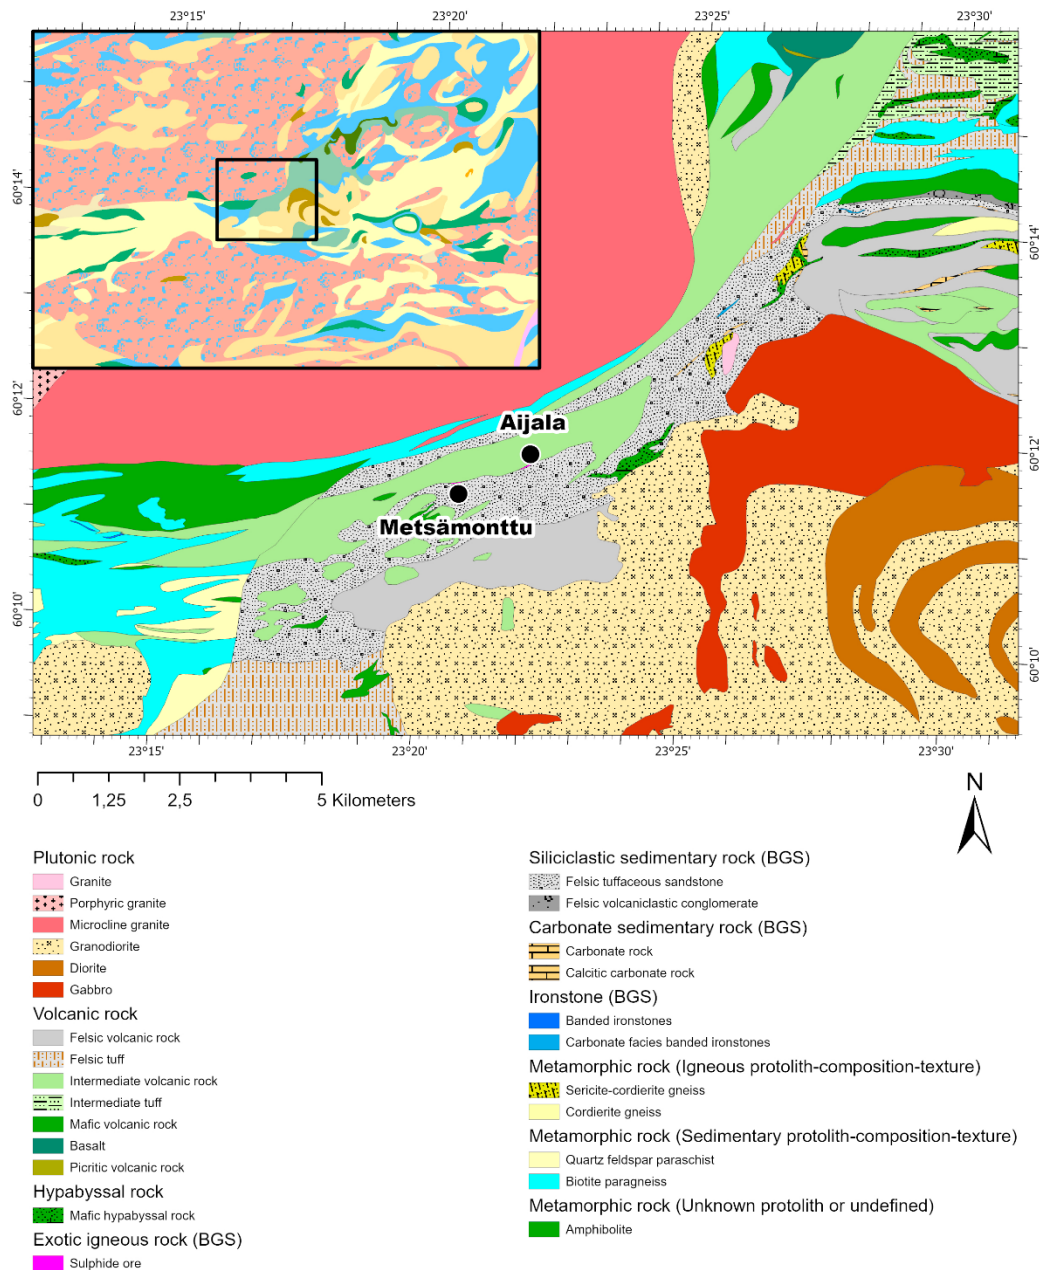 23°15'
23°20'
23°25'
23°30'
60°14'
60°14'
60°12'
Aijala
60°12'
Metsämonttu
60°10'
60°10'
23°15'
23°20'
23°25'
23°30'
0
1,25
2,5
5 Kilometers
N
Plutonic rock
Granite
Porphyric granite
Microcline granite
Granodiorite
Diorite
Gabbro
Volcanic rock
Felsic volcanic rock
Felsic tuff
Intermediate volcanic rock
Intermediate tuff
Mafic volcanic rock
Basalt
Picritic volcanic rock
Hypabyssal rock
Mafic hypabyssal rock
Exotic igneous rock (BGS)
Sulphide ore
Siliciclastic sedimentary rock (BGS)
Felsic tuffaceous sandstone
Felsic volcaniclastic conglomerate
Carbonate sedimentary rock (BGS)
Carbonate rock
Calcitic carbonate rock
Ironstone (BGS)
Banded ironstones
Carbonate facies banded ironstones
Metamorphic rock (Igneous protolith-composition-texture)
Sericite-cordierite gneiss
Cordierite gneiss
Metamorphic rock (Sedimentary protolith-composition-texture)
Quartz feldspar paraschist
Biotite paragneiss
Metamorphic rock (Unknown protolith or undefined)
Amphibolite